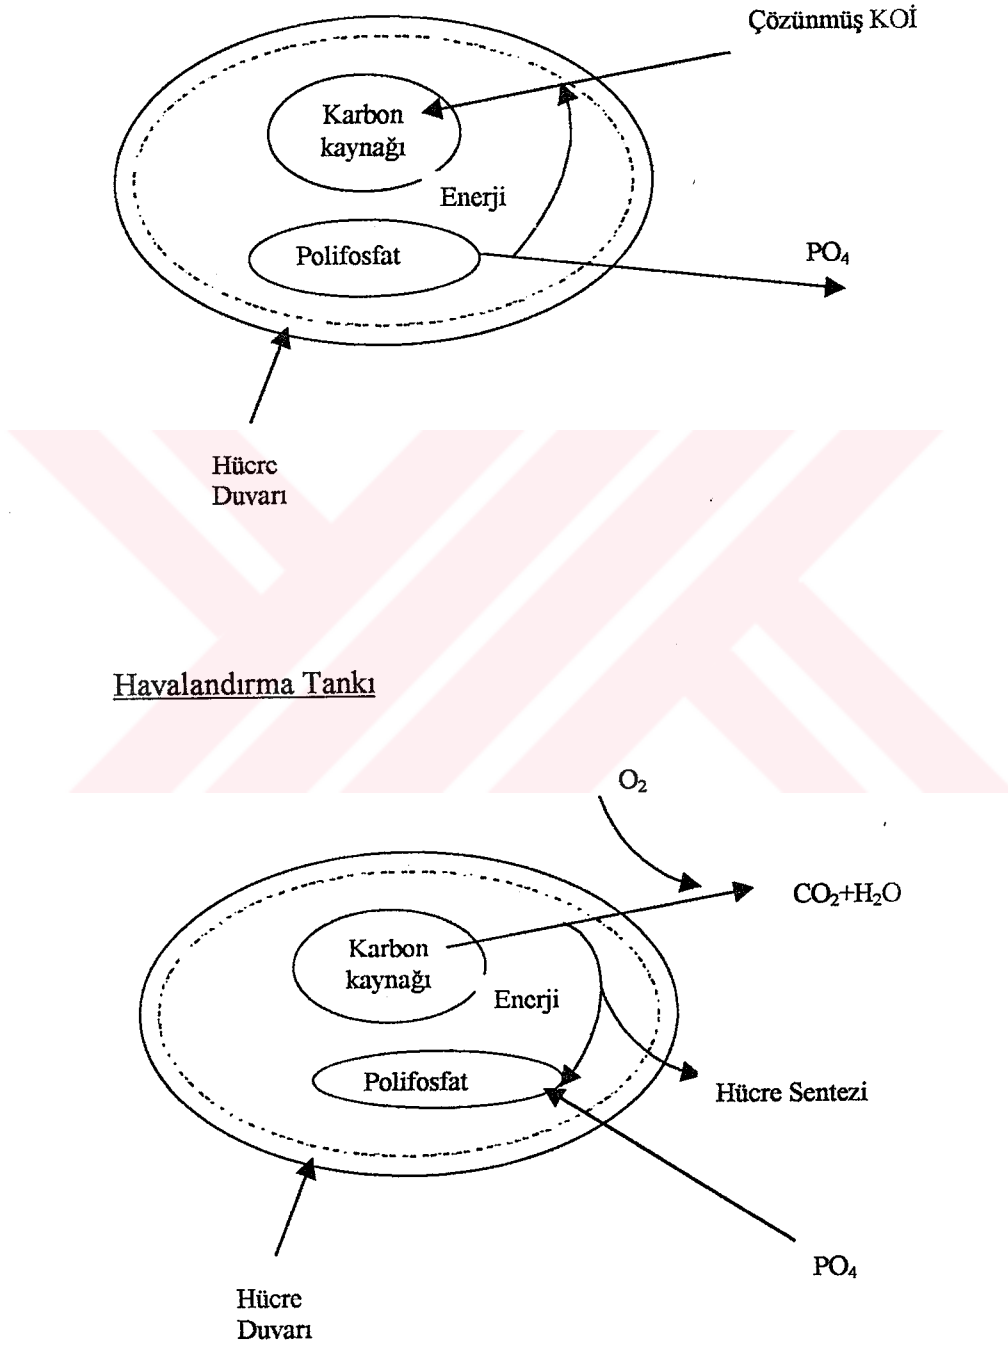 Çözünmüş KOİ
Karbon
kaynağı
Enerji
Polifosfat
PO₄
Hücre
Duvarı
Havalandırma Tankı
O₂
CO₂+H₂O
Karbon
kaynağı
Enerji
Polifosfat
Hücre Sentezi
PO₄
Hücre
Duvarı